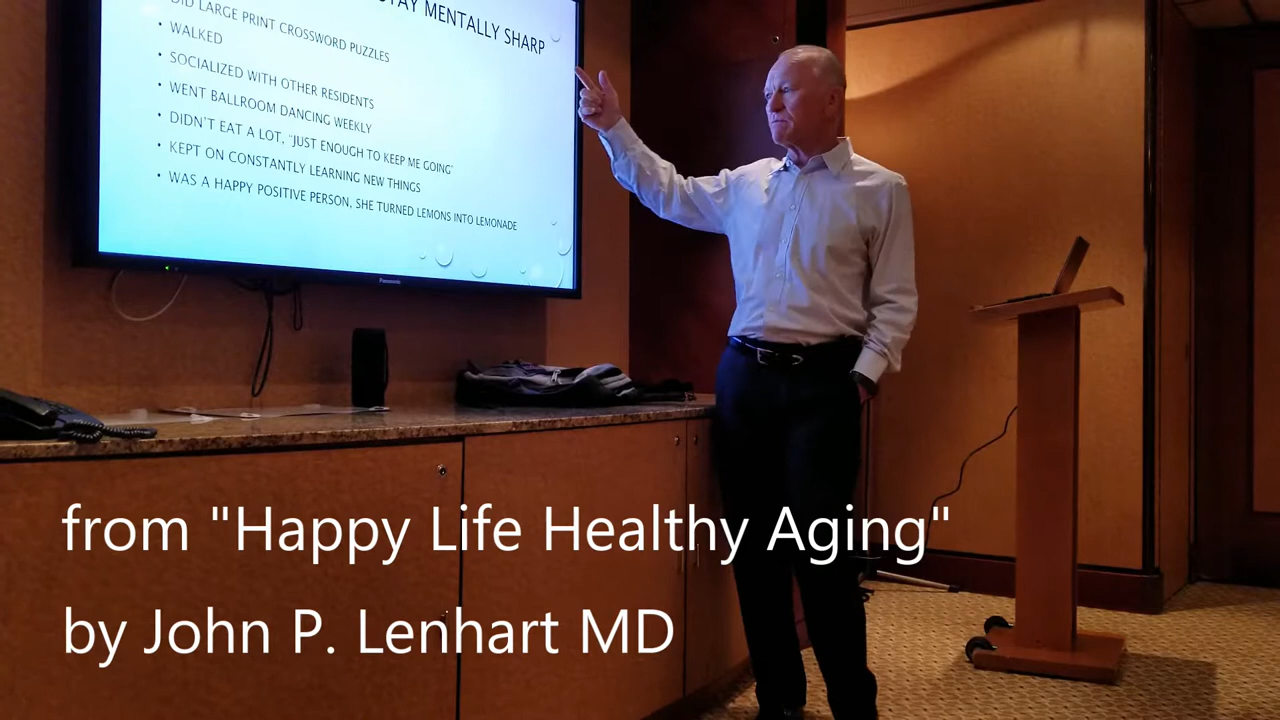 STAY MENTALLY SHARP
DID LARGE PRINT CROSSWORD PUZZLES
• WALKED
• SOCIALIZED WITH OTHER RESIDENTS
• WENT BALLROOM DANCING WEEKLY
• DIDN'T EAT A LOT, "JUST ENOUGH TO KEEP ME GOING"
• KEPT ON CONSTANTLY LEARNING NEW THINGS
• WAS A HAPPY POSITIVE PERSON, SHE TURNED LEMONS INTO LEMONADE
Panasonic
from "Happy Life Healthy Aging"
by John P. Lenhart MD